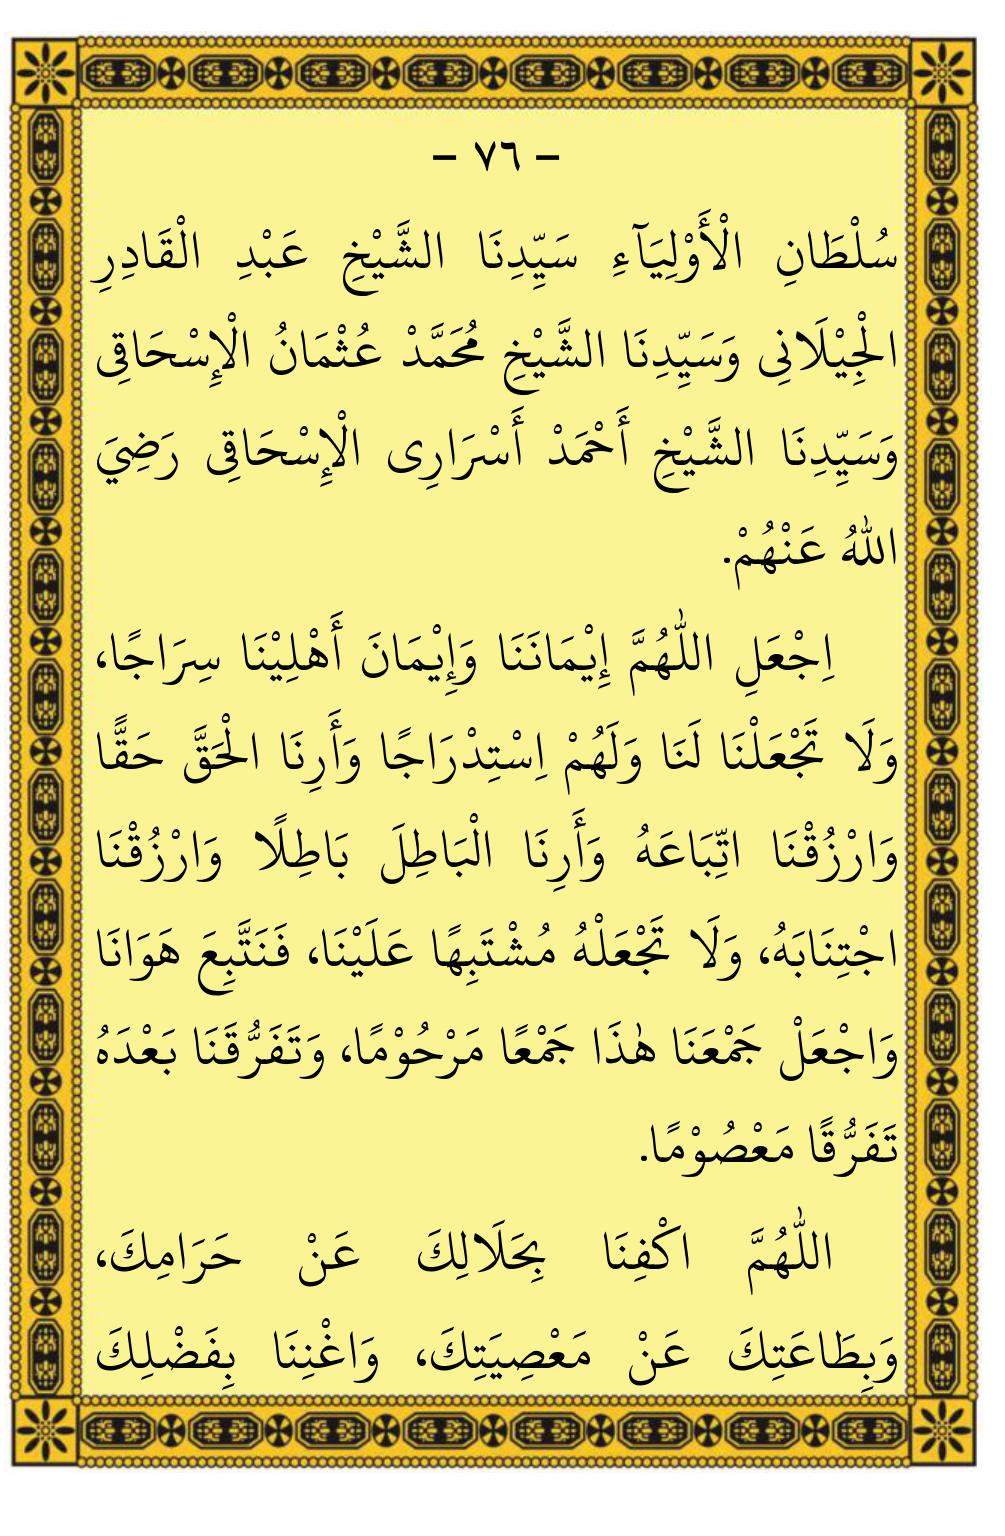 – ٧٦ –
سُلْطَانِ الْأَوْلِيَآءِ سَيِّدِنَا الشَّيْخِ عَبْدِ الْقَادِرِ
الْجِيْلَانِى وَسَيِّدِنَا الشَّيْخِ مُحَمَّدْ عُثْمَانُ الْإِسْحَاقِى
وَسَيِّدِنَا الشَّيْخِ أَحْمَدْ أَسْرَارِى الْإِسْحَاقِى رَضِيَ
اللهُ عَنْهُمْ.
اِجْعَلِ اللّٰهُمَّ إِيْمَانَنَا وَإِيْمَانَ أَهْلِيْنَا سِرَاجًا،
وَلَا تَجْعَلْنَا لَنَا وَلَهُمْ اِسْتِدْرَاجًا وَأَرِنَا الْحَقَّ حَقًّا
وَارْزُقْنَا اتِّبَاعَهُ وَأَرِنَا الْبَاطِلَ بَاطِلًا وَارْزُقْنَا
اجْتِنَابَهُ، وَلَا تَجْعَلْهُ مُشْتَبِهًا عَلَيْنَا، فَنَتَّبِعَ هَوَانَا
وَاجْعَلْ جَمْعَنَا هٰذَا جَمْعًا مَرْحُوْمًا، وَتَفَرُّقَنَا بَعْدَهُ
تَفَرُّقًا مَعْصُوْمًا.
اللّٰهُمَّ اكْفِنَا بِحَلَالِكَ عَنْ حَرَامِكَ،
وَبِطَاعَتِكَ عَنْ مَعْصِيَتِكَ، وَاغْنِنَا بِفَضْلِكَ